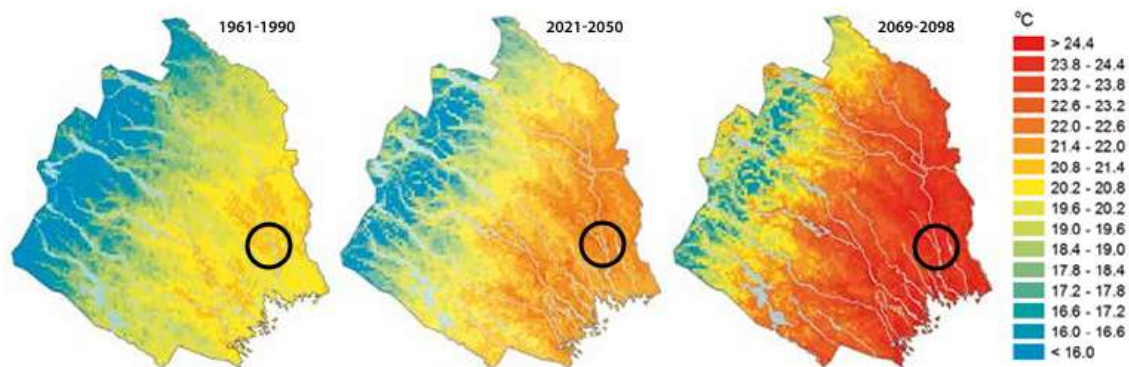 1961-1990
2021-2050
2069-2098
°C
> 24.4
23.8 - 24.4
23.2 - 23.8
22.6 - 23.2
22.0 - 22.6
21.4 - 22.0
20.8 - 21.4
20.2 - 20.8
19.6 - 20.2
19.0 - 19.6
18.4 - 19.0
17.8 - 18.4
17.2 - 17.8
16.6 - 17.2
16.0 - 16.6
< 16.0